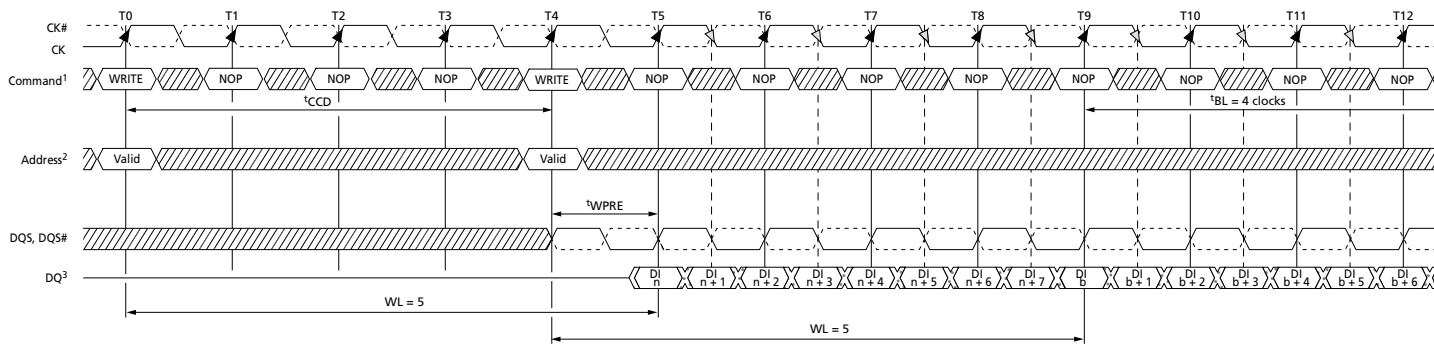 T0 T1 T2 T3 T4 T5 T6 T7 T8 T9 T10 T11 T12
CK#
CK
Command1 WRITE NOP NOP NOP WRITE NOP NOP NOP NOP NOP NOP NOP NOP
tCCD tBL = 4 clocks
Address2 Valid Valid
tWPRE
DQS, DQS#
DQ3 DI n DI n + 1 DI n + 2 DI n + 3 DI n + 4 DI n + 5 DI n + 6 DI n + 7 DI b DI b + 1 DI b + 2 DI b + 3 DI b + 4 DI b + 5 DI b + 6
WL = 5
WL = 5